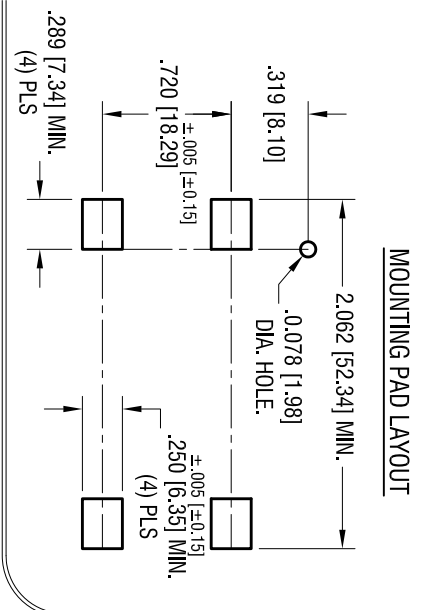 MOUNTING PAD LAYOUT
2.062 [52.34] MIN.
.319 [8.10]
.0.078 [1.98]
DIA. HOLE.
±.005 [±0.15]
.720 [18.29]
±.005 [±0.15]
.250 [6.35] MIN.
(4) PLS
.289 [7.34] MIN.
(4) PLS